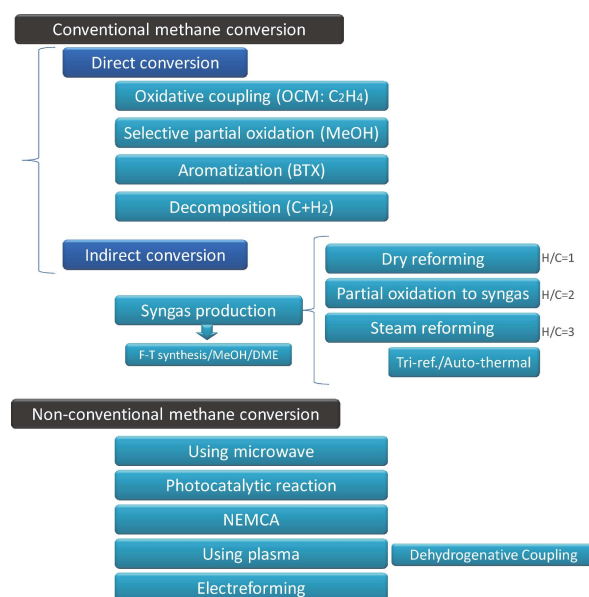 Conventional methane conversion
Direct conversion
Oxidative coupling (OCM: C2H4)
Selective partial oxidation (MeOH)
Aromatization (BTX)
Decomposition (C+H2)
Indirect conversion
Dry reforming H/C=1
Partial oxidation to syngas H/C=2
Syngas production
Steam reforming H/C=3
F-T synthesis/MeOH/DME
Tri-ref./Auto-thermal
Non-conventional methane conversion
Using microwave
Photocatalytic reaction
NEMCA
Using plasma Dehydrogenative Coupling
Electreforming